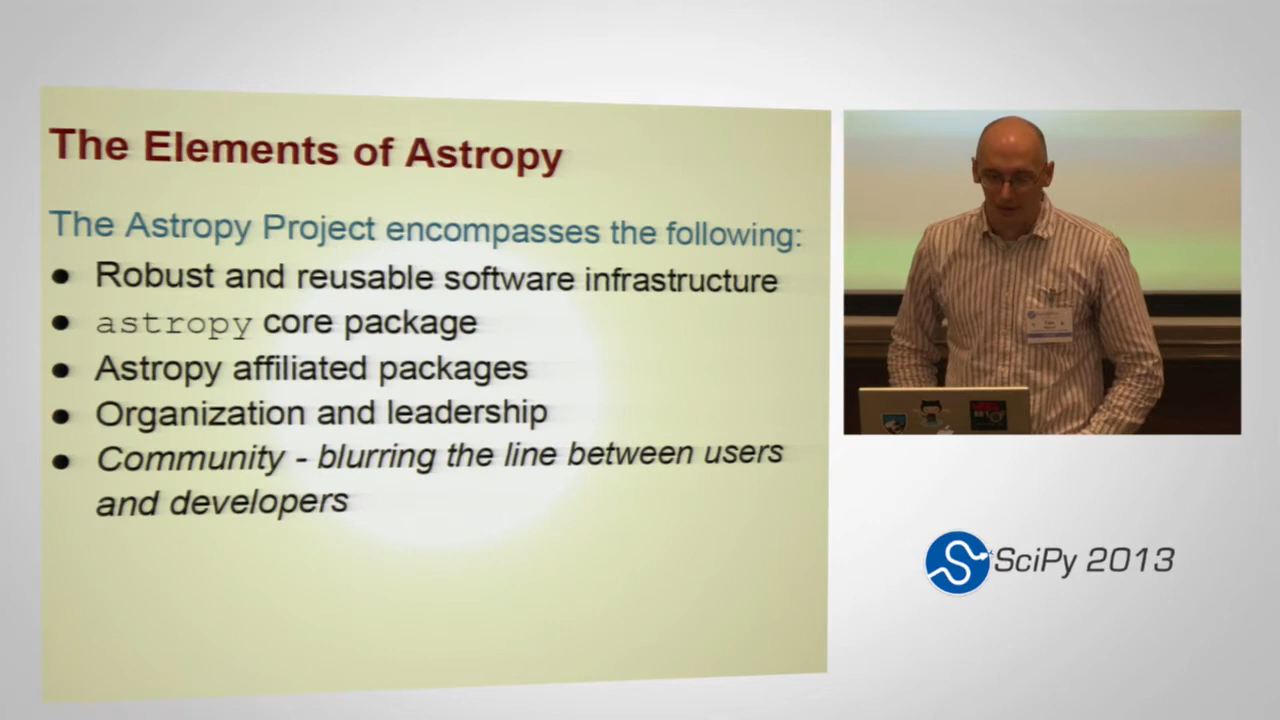 The Elements of Astropy
The Astropy Project encompasses the following:
● Robust and reusable software infrastructure
● astropy core package
● Astropy affiliated packages
● Organization and leadership
● Community - blurring the line between users
and developers
SciPy 2013